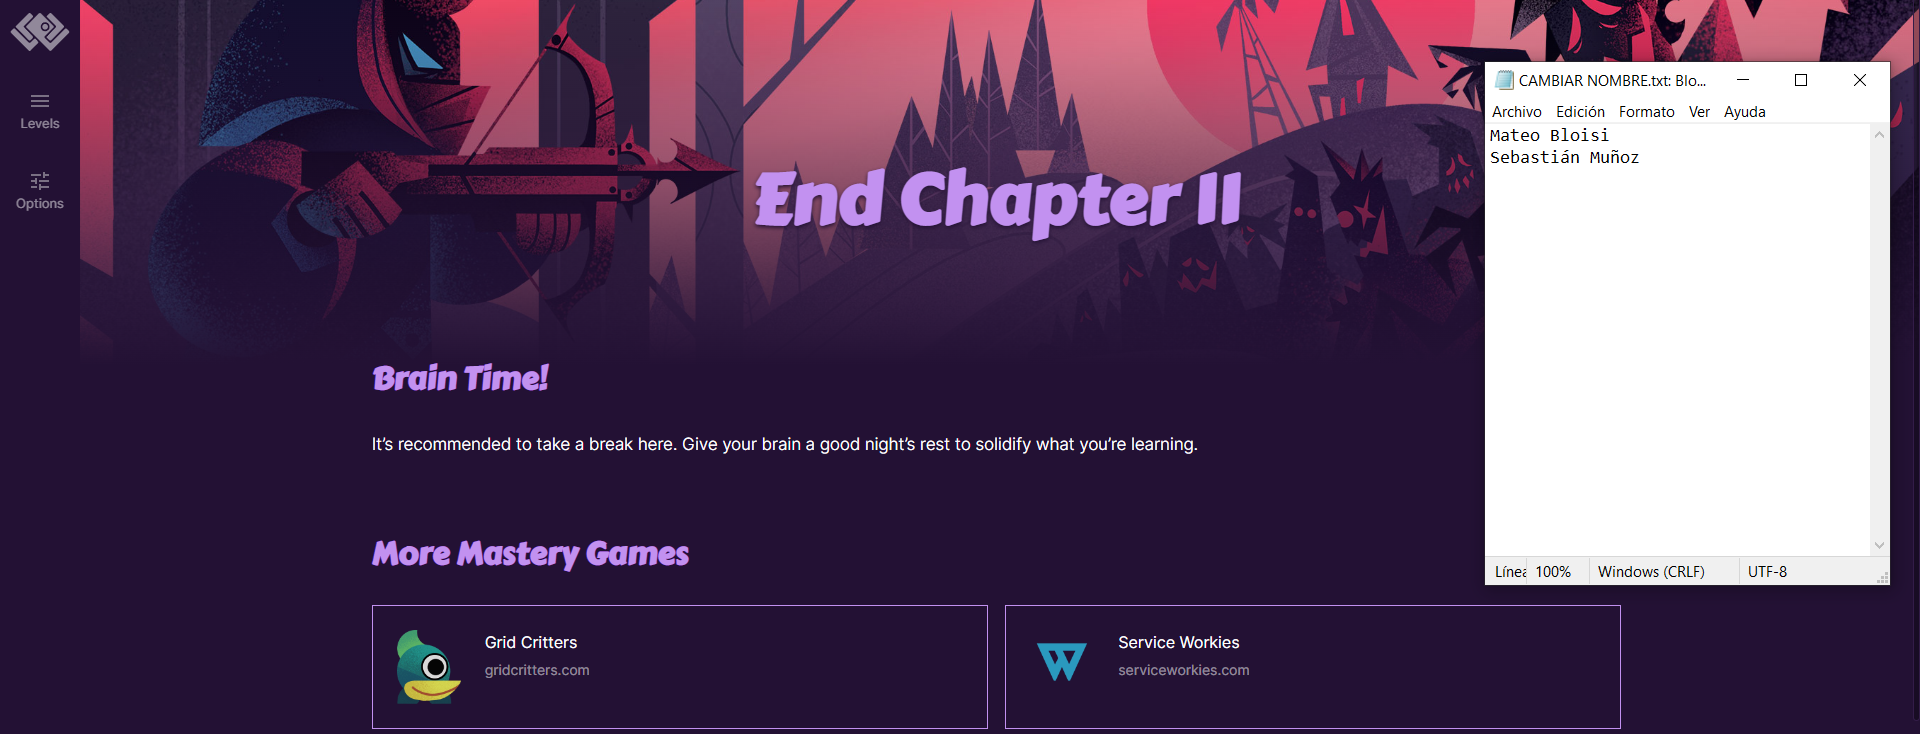 Levels
Options
End Chapter II
Brain Time!
It's recommended to take a break here. Give your brain a good night's rest to solidify what you're learning.
More Mastery Games
Grid Critters
gridcritters.com
Service Workies
serviceworkies.com
CAMBIAR NOMBRE.txt: Blo...
Archivo Edición Formato Ver Ayuda
Mateo Bloisi
Sebastián Muñoz
Línea 100% Windows (CRLF) UTF-8